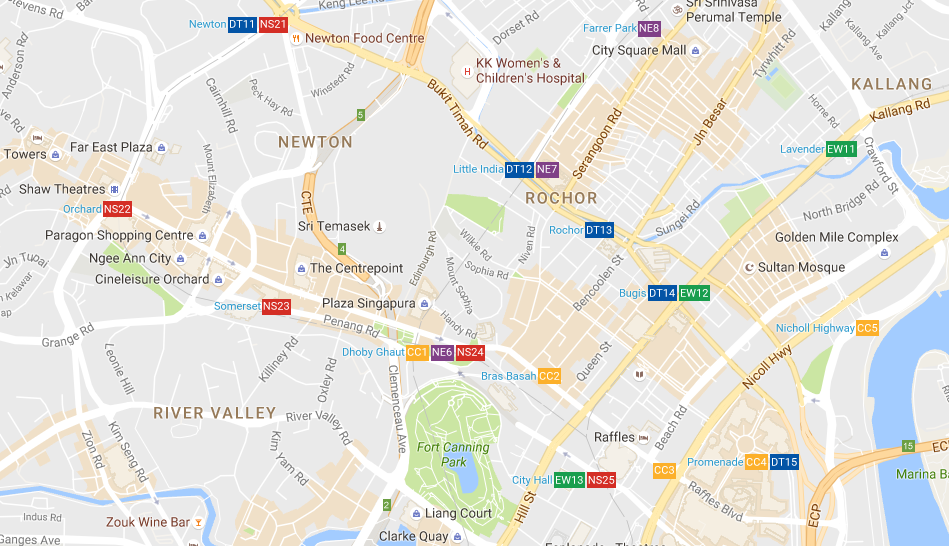 Stevens Rd
Keng Lee Rd
Sri Srinivasa
Perumal Temple
Newton DT11 NS21
Newton Food Centre
Dorset Rd
Farrer Park NE8
City Square Mall
Kallang Ave
Kallang Jct
Anderson Rd
KK Women's &
Children's Hospital
Tyrwhitt Rd
KALLANG
Winstedt Rd
Peck Hay Rd
Cairnhill Rd
Bukit Timah Rd
Horne Rd
Kallang Rd
5
Serangoon Rd
Jln Besar
NEWTON
Far East Plaza
Towers
Lavender EW11
Crawford St
Mount Elizabeth
Little India DT12 NE7
Shaw Theatres
ROCHOR
CTE
North Bridge Rd
Orchard NS22
Sungei Rd
Sri Temasek
Rochor DT13
Paragon Shopping Centre
Golden Mile Complex
Wilkie Rd
Niven Rd
4
Edinburgh Rd
Ngee Ann City
The Centrepoint
Sophia Rd
Sultan Mosque
Cineleisure Orchard
Mount Sophia
Bencoolen St
Bugis DT14 EW12
Somerset NS23
Plaza Singapura
Penang Rd
Handy Rd
Nicholl Highway CC5
Grange Rd
Killiney Rd
Dhoby Ghaut CC1 NE6 NS24
Queen St
Leonie Hill
Oxley Rd
Clemenceau Ave
Bras Basah CC2
Nicoll Hwy
RIVER VALLEY
River Valley Rd
Beach Rd
Kim Seng Rd
Zion Rd
Kim Yam Rd
Fort Canning
Park
Raffles
15
CC3
Promenade CC4 DT15
City Hall EW13 NS25
Marina Ba
Raffles Blvd
2
Hill St
ECP
Indus Rd
Liang Court
Zouk Wine Bar
Ganges Ave
Clarke Quay